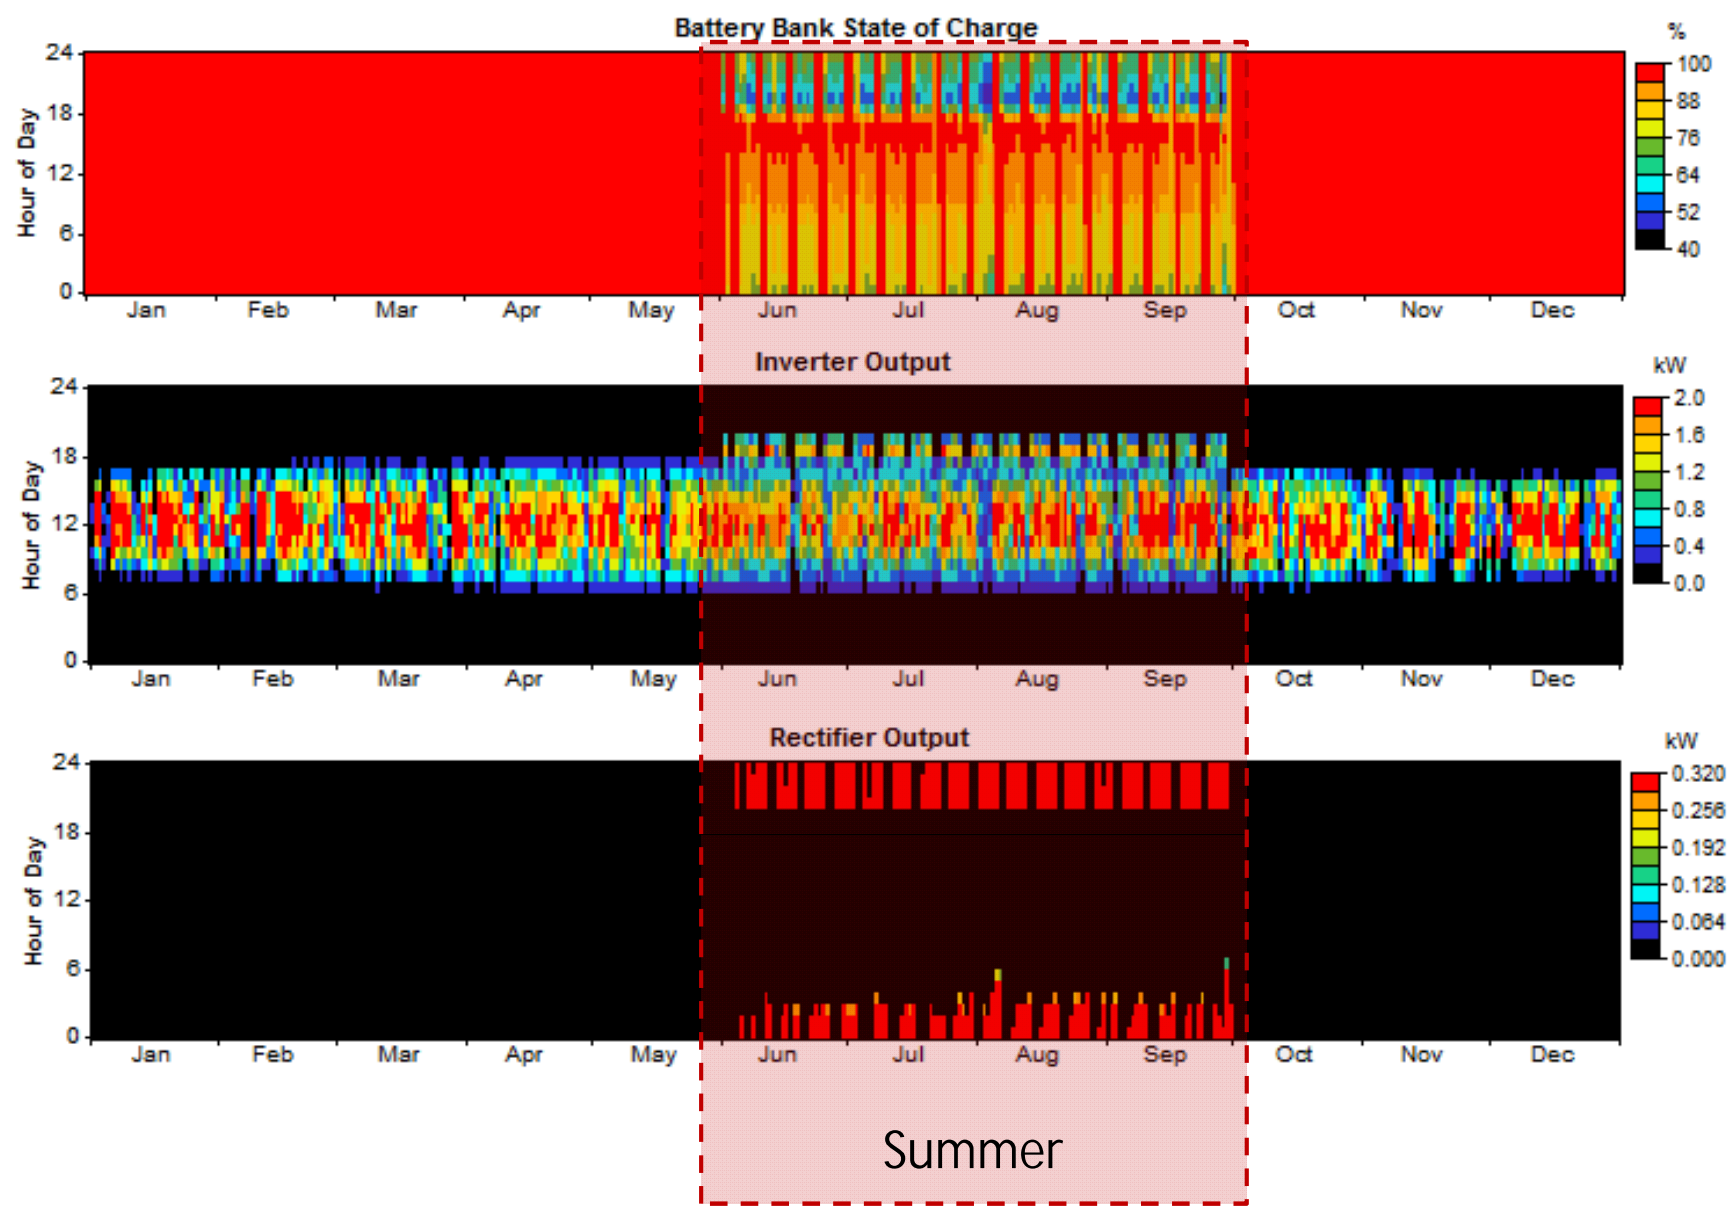 Battery Bank State of Charge
%
24
18
12
6
0
Hour of Day
100
88
76
64
52
40
Jan Feb Mar Apr May Jun Jul Aug Sep Oct Nov Dec
Inverter Output
kW
24
18
12
6
0
Hour of Day
2.0
1.6
1.2
0.8
0.4
0.0
Jan Feb Mar Apr May Jun Jul Aug Sep Oct Nov Dec
Rectifier Output
kW
24
18
12
6
0
Hour of Day
0.320
0.256
0.192
0.128
0.064
0.000
Jan Feb Mar Apr May Jun Jul Aug Sep Oct Nov Dec
Summer